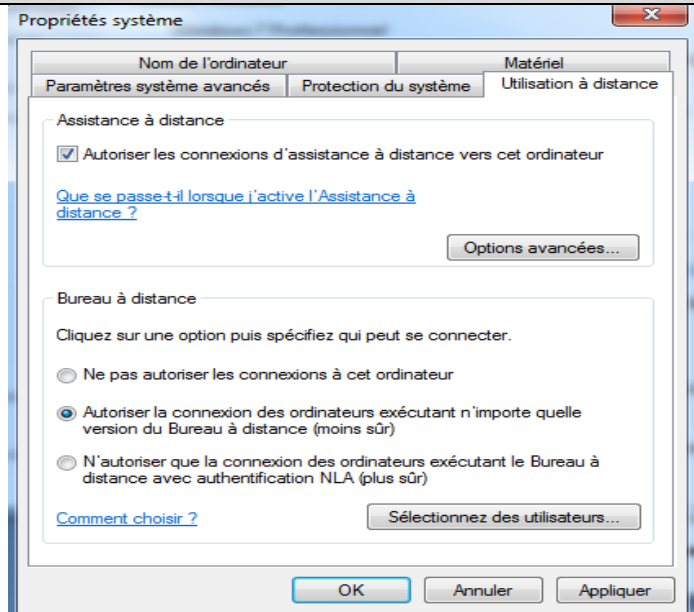 Propriétés système
Nom de l'ordinateur
Matériel
Paramètres système avancés
Protection du système
Utilisation à distance
Assistance à distance
Autoriser les connexions d'assistance à distance vers cet ordinateur
Que se passe-t-il lorsque j'active l'Assistance à
distance ?
Options avancées...
Bureau à distance
Cliquez sur une option puis spécifiez qui peut se connecter.
Ne pas autoriser les connexions à cet ordinateur
Autoriser la connexion des ordinateurs exécutant n'importe quelle
version du Bureau à distance (moins sûr)
N'autoriser que la connexion des ordinateurs exécutant le Bureau à
distance avec authentification NLA (plus sûr)
Comment choisir ?
Sélectionnez des utilisateurs...
OK
Annuler
Appliquer